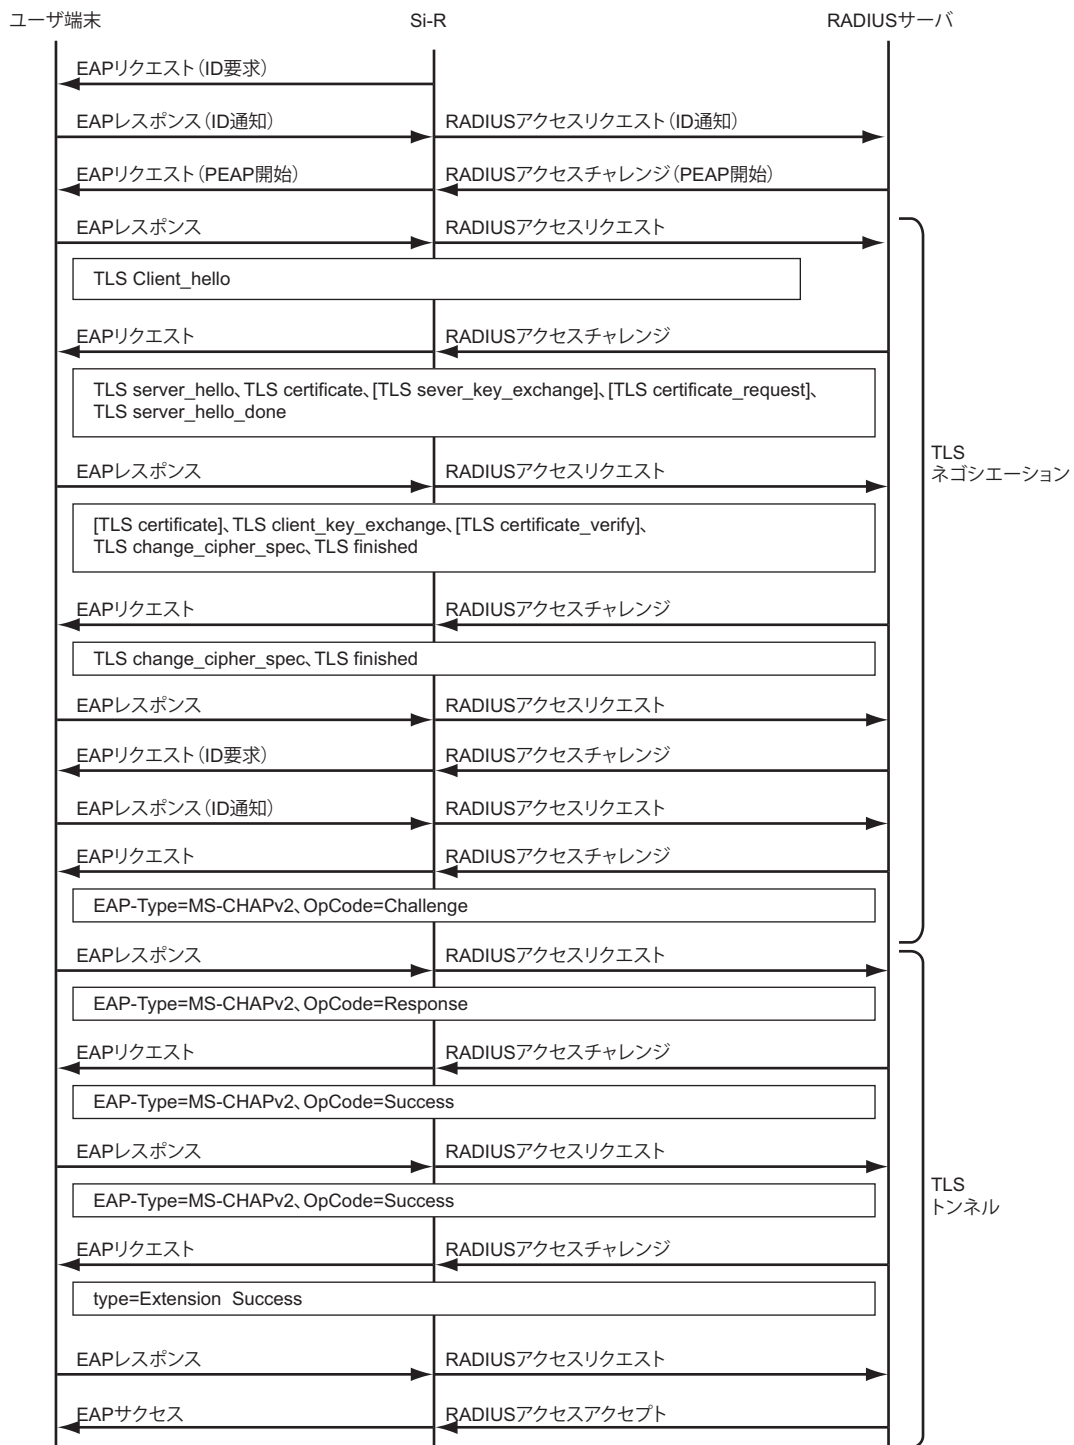 ユーザ端末
Si-R
RADIUSサーバ
EAPリクエスト（ID要求）
EAPレスポンス（ID通知）
RADIUSアクセスリクエスト（ID通知）
EAPリクエスト（PEAP開始）
RADIUSアクセスチャレンジ（PEAP開始）
EAPレスポンス
RADIUSアクセスリクエスト
TLS Client_hello
EAPリクエスト
RADIUSアクセスチャレンジ
TLS server_hello、TLS certificate、[TLS sever_key_exchange]、[TLS certificate_request]、
TLS server_hello_done
TLS
ネゴシエーション
EAPレスポンス
RADIUSアクセスリクエスト
[TLS certificate]、TLS client_key_exchange、[TLS certificate_verify]、
TLS change_cipher_spec、TLS finished
EAPリクエスト
RADIUSアクセスチャレンジ
TLS change_cipher_spec、TLS finished
EAPレスポンス
RADIUSアクセスリクエスト
EAPリクエスト（ID要求）
RADIUSアクセスチャレンジ
EAPレスポンス（ID通知）
RADIUSアクセスリクエスト
EAPリクエスト
RADIUSアクセスチャレンジ
EAP-Type=MS-CHAPv2、OpCode=Challenge
EAPレスポンス
RADIUSアクセスリクエスト
EAP-Type=MS-CHAPv2、OpCode=Response
EAPリクエスト
RADIUSアクセスチャレンジ
EAP-Type=MS-CHAPv2、OpCode=Success
EAPレスポンス
RADIUSアクセスリクエスト
EAP-Type=MS-CHAPv2、OpCode=Success
TLS
トンネル
EAPリクエスト
RADIUSアクセスチャレンジ
type=Extension Success
EAPレスポンス
RADIUSアクセスリクエスト
EAPサクセス
RADIUSアクセスアクセプト